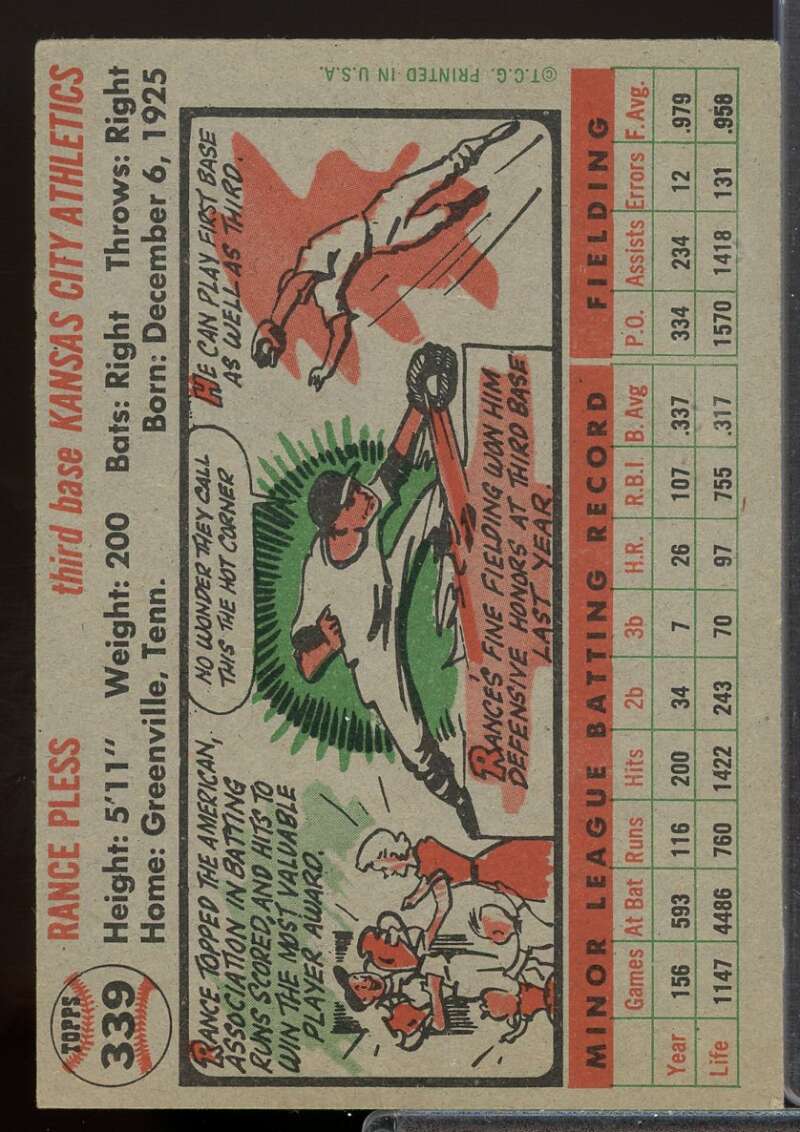 TOPPS
339
RANCE PLESS third base KANSAS CITY ATHLETICS
Height: 5'11" Weight: 200 Bats: Right Throws: Right
Home: Greenville, Tenn. Born: December 6, 1925
RANCE TOPPED THE AMERICAN
ASSOCIATION IN BATTING,
RUNS SCORED, AND HITS TO
WIN THE MOST VALUABLE
PLAYER AWARD.
NO WONDER THEY CALL
THIS THE HOT CORNER
RANCE'S FINE FIELDING WON HIM
DEFENSIVE HONORS AT THIRD BASE
LAST YEAR.
HE CAN PLAY FIRST BASE
AS WELL AS THIRD.
©T.C.G. PRINTED IN U.S.A.
MINOR LEAGUE BATTING RECORD FIELDING
Games At Bat Runs Hits 2b 3b H.R. R.B.I. B. Avg P.O. Assists Errors F. Avg.
Year 156 593 116 200 34 7 26 107 .337 334 234 12 .979
Life 1147 4486 760 1422 243 70 97 755 .317 1570 1418 131 .958